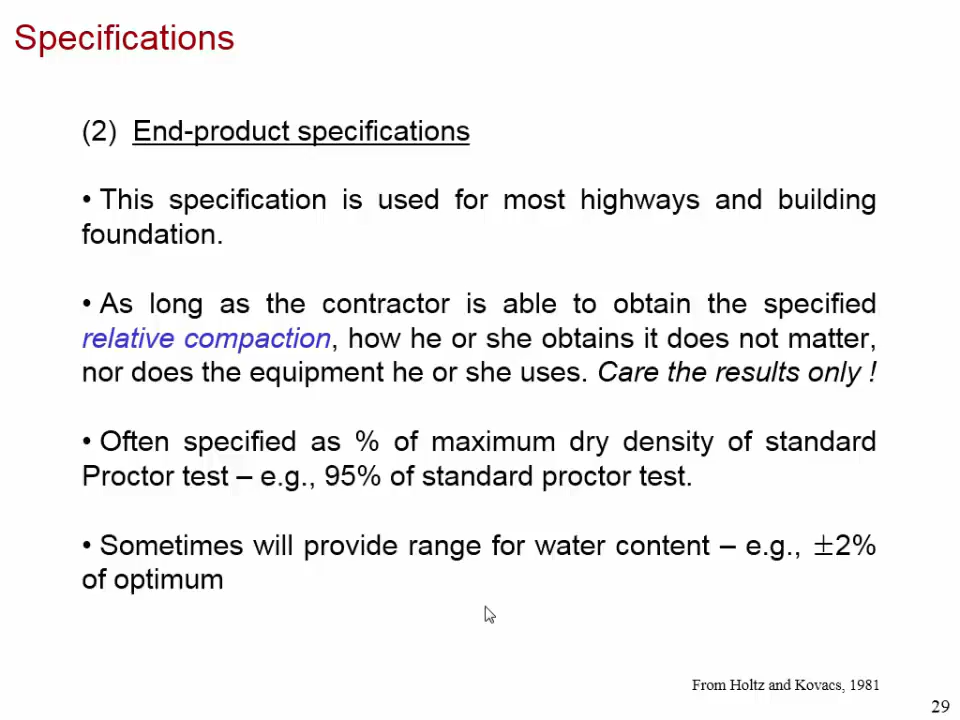 Specifications
(2) End-product specifications
• This specification is used for most highways and building
foundation.
• As long as the contractor is able to obtain the specified
relative compaction, how he or she obtains it does not matter,
nor does the equipment he or she uses. Care the results only !
• Often specified as % of maximum dry density of standard
Proctor test – e.g., 95% of standard proctor test.
• Sometimes will provide range for water content – e.g., ±2%
of optimum
From Holtz and Kovacs, 1981
29